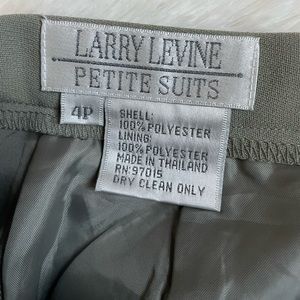 LARRY LEVINE
PETITE SUITS
4P
SHELL:
100% POLYESTER
LINING:
100% POLYESTER
MADE IN THAILAND
RN:97015
DRY CLEAN ONLY